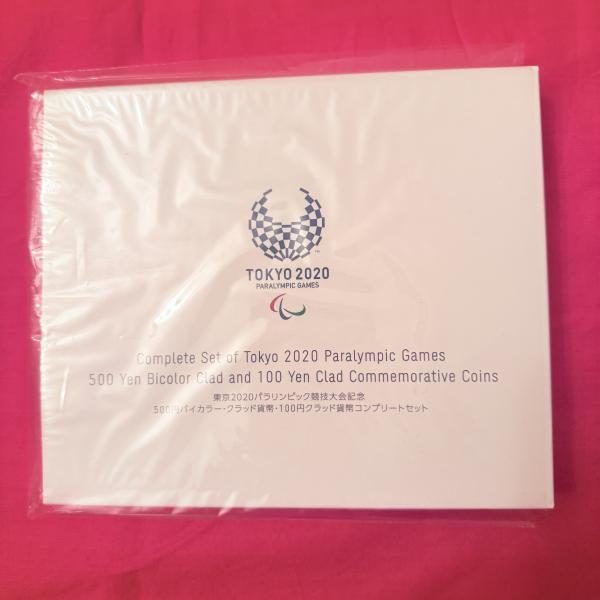 TOKYO 2020
PARALYMPIC GAMES
Complete Set of Tokyo 2020 Paralympic Games
500 Yen Bicolor Clad and 100 Yen Clad Commemorative Coins
東京2020パラリンピック競技大会記念
500円バイカラー・クラッド貨幣・100円クラッド貨幣コンプリートセット